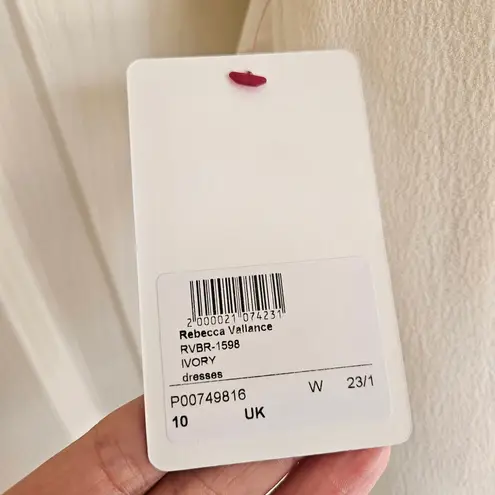 2 000021 074231
Rebecca Vallance
RVBR-1598
IVORY
dresses
P00749816 W 23/1
10 UK